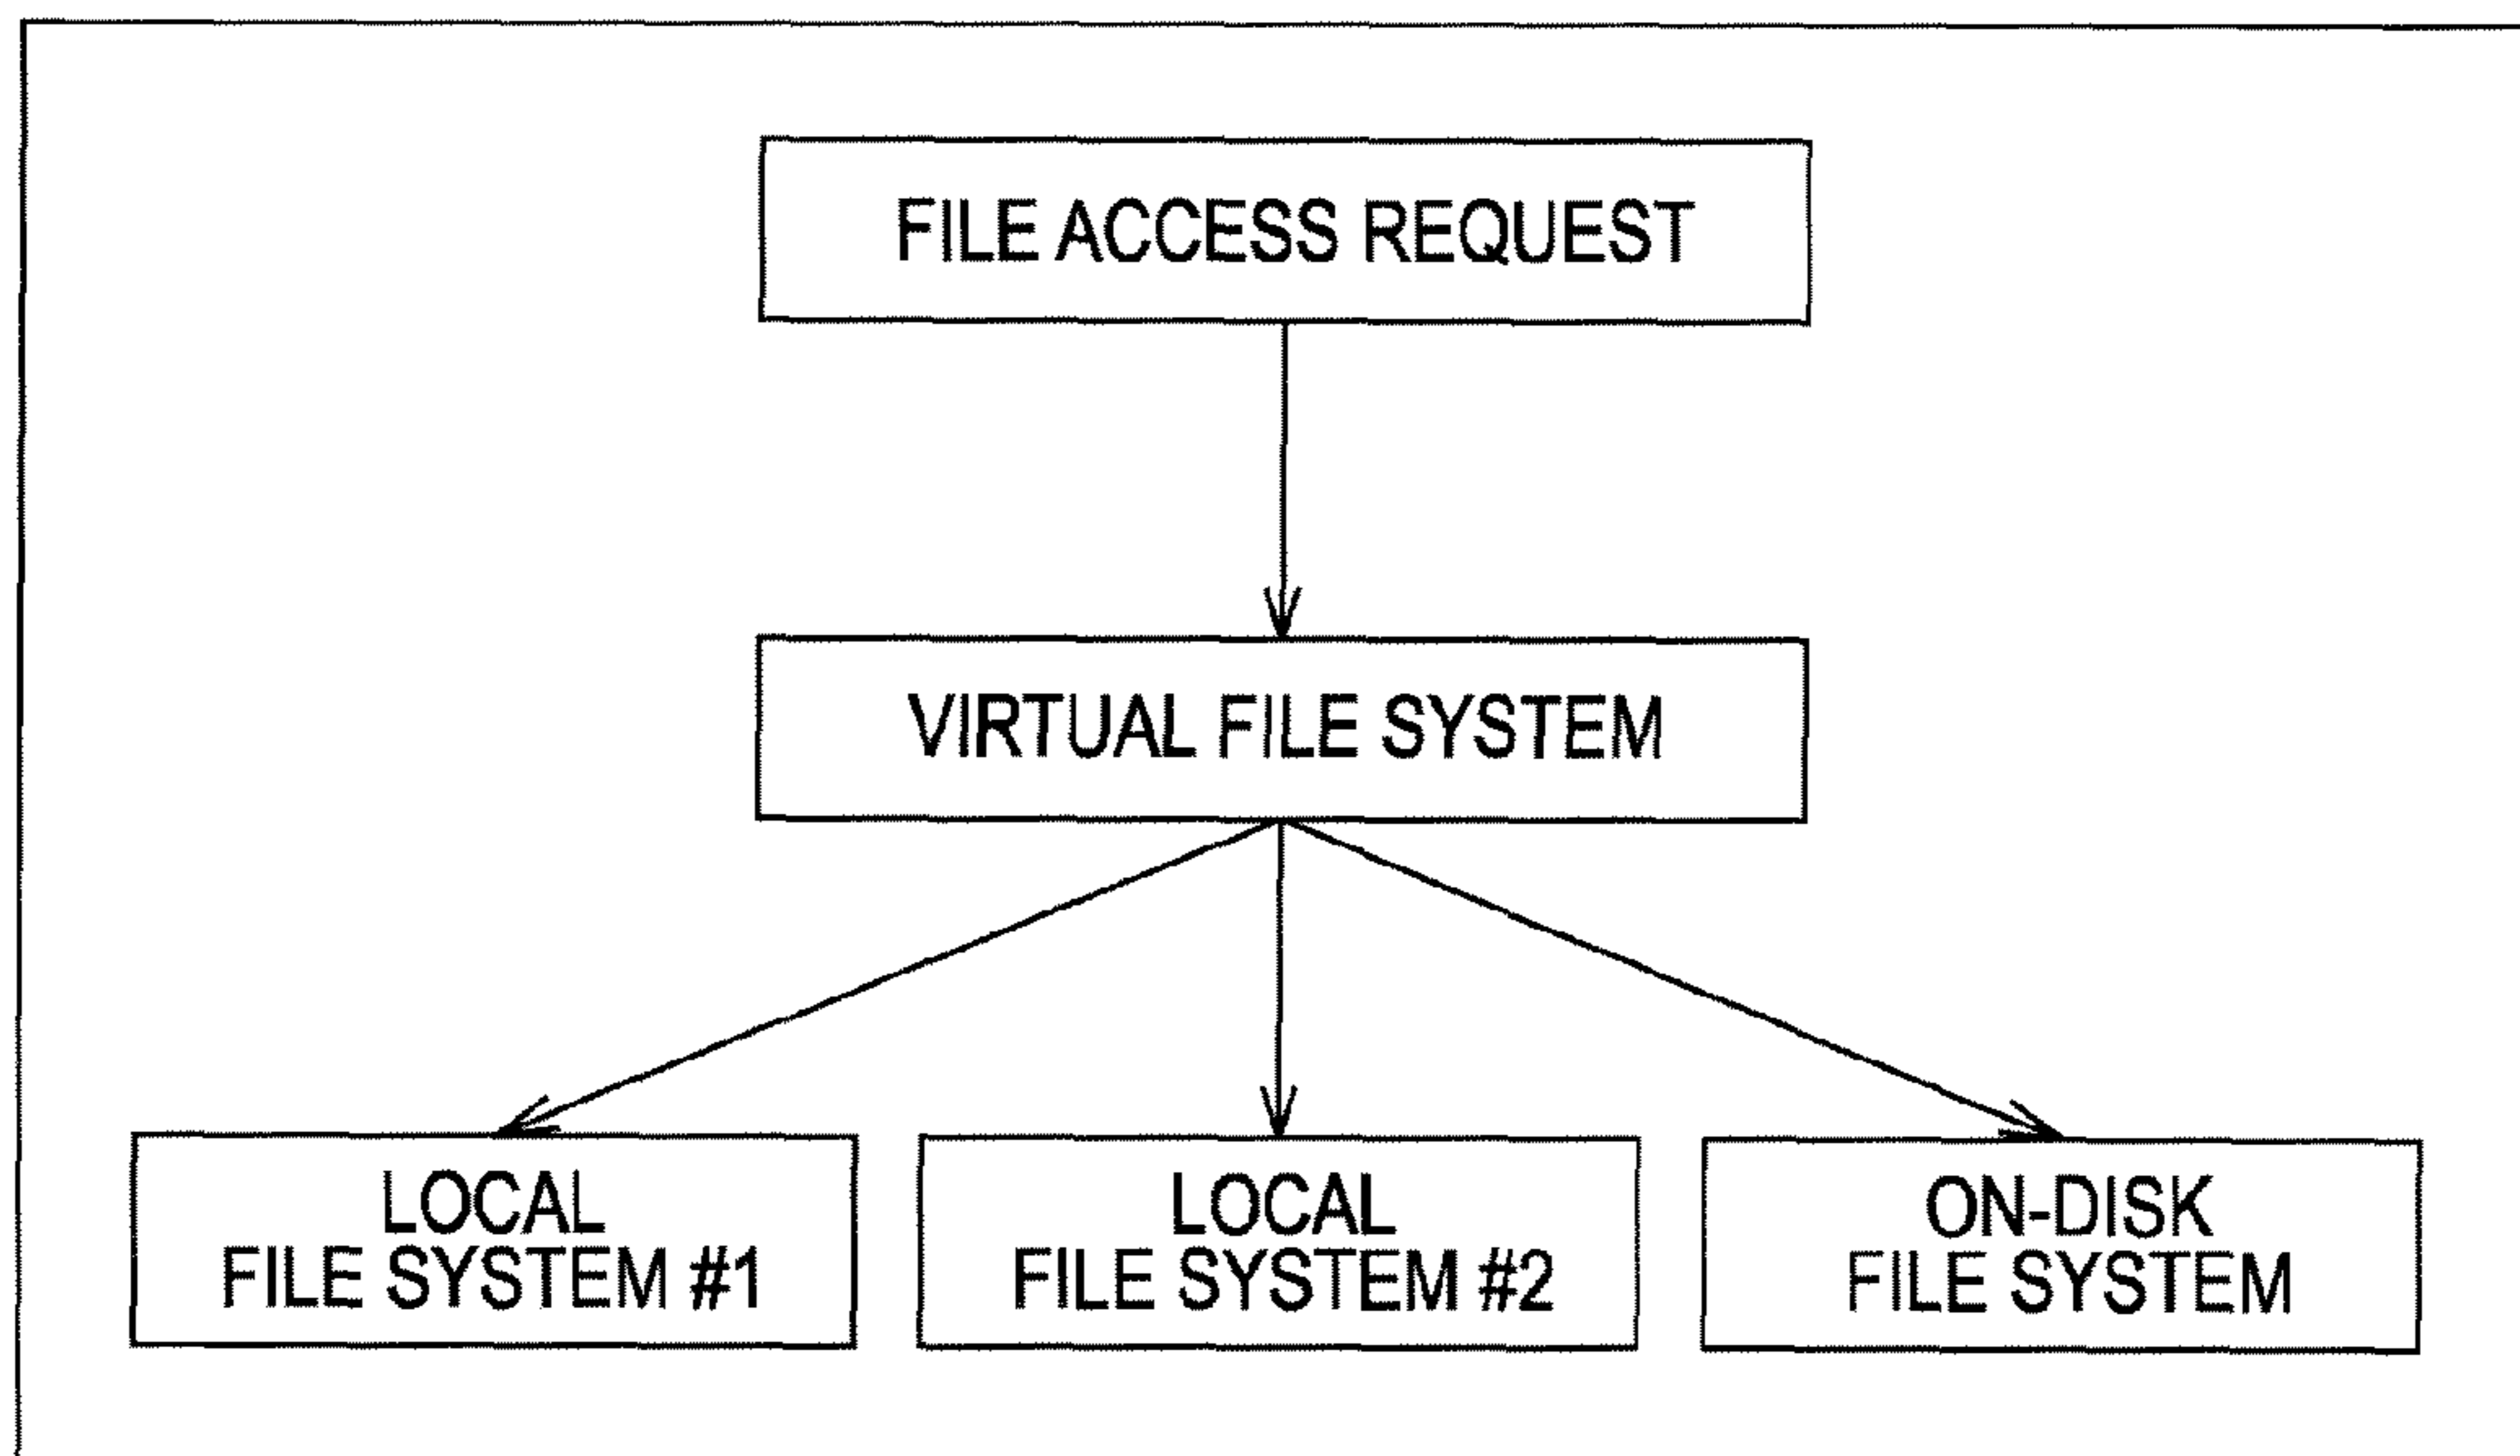 FILE ACCESS REQUEST
VIRTUAL FILE SYSTEM
LOCAL
FILE SYSTEM #1
LOCAL
FILE SYSTEM #2
ON-DISK
FILE SYSTEM